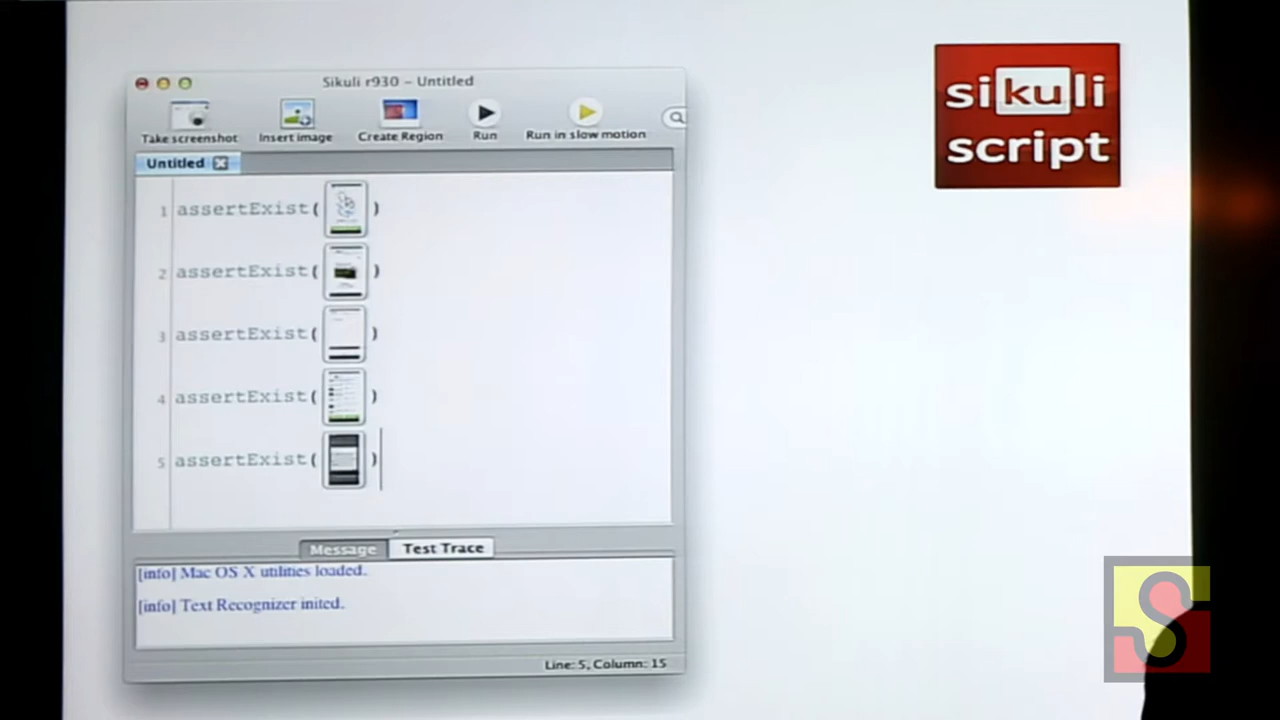 Sikuli r930 – Untitled
Take screenshot
Insert image
Create Region
Run
Run in slow motion
Untitled
1 assertExist( )
2 assertExist( )
3 assertExist( )
4 assertExist( )
5 assertExist( )
Message
Test Trace
[info] Mac OS X utilities loaded.
[info] Text Recognizer inited.
Line: 5, Column: 15
sikuli
script
S